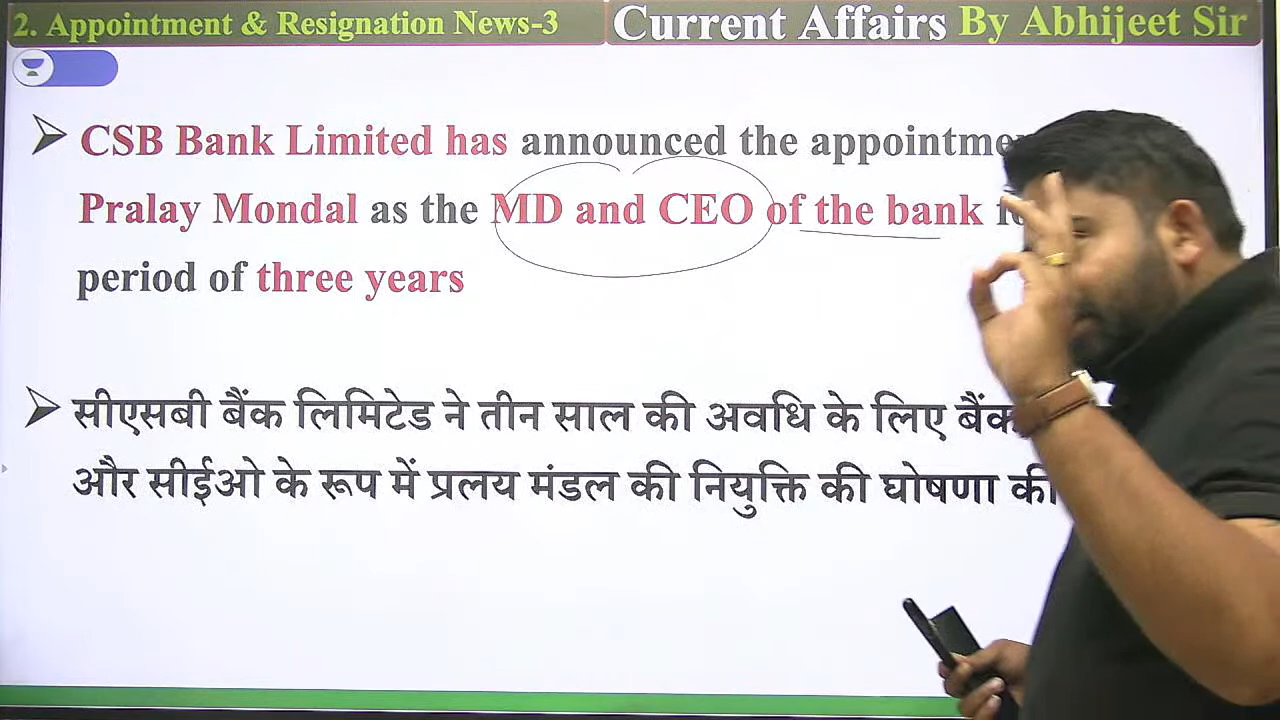 2. Appointment & Resignation News-3
Current Affairs By Abhijeet Sir
CSB Bank Limited has announced the
Pralay Mondal as the MD and CEO of the bank
period of three years
सीएसबी बैंक लिमिटेड ने तीन साल की अवधि के लिए बैंक
और सीईओ के रूप में प्रलय मंडल की नियुक्ति की घोषणा की